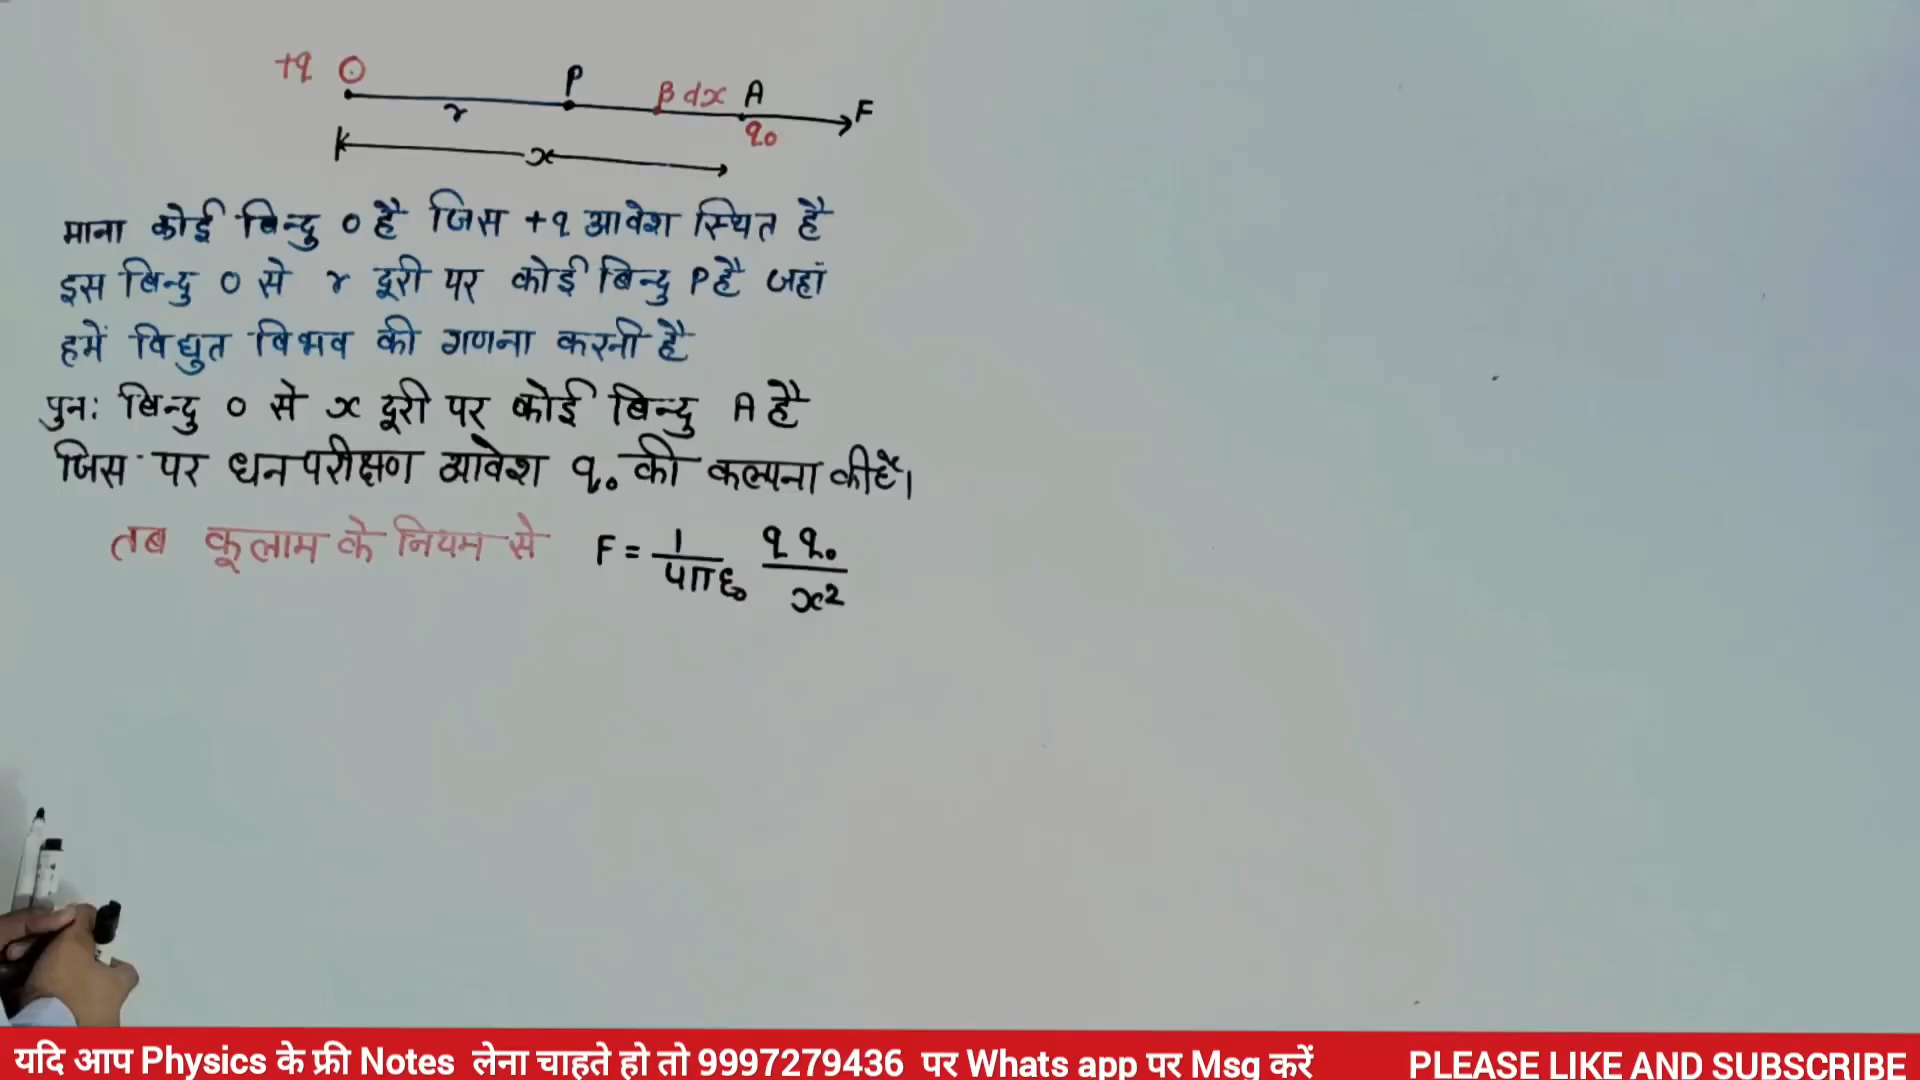 +q O P B dx A F
r q₀
x
माना कोई बिन्दु O है जिस +q आवेश स्थित है
इस बिन्दु O से r दूरी पर कोई बिन्दु P है जहां
हमें विद्युत विभव की गणना करनी है
पुनः बिन्दु O से x दूरी पर कोई बिन्दु A है
जिस पर धन परीक्षण आवेश q₀ की कल्पना की है।
तब कूलाम के नियम से F = 1/4π६₀ q q₀/x²
यदि आप Physics के फ्री Notes लेना चाहते हो तो 9997279436 पर Whats app पर Msg करें PLEASE LIKE AND SUBSCRIBE